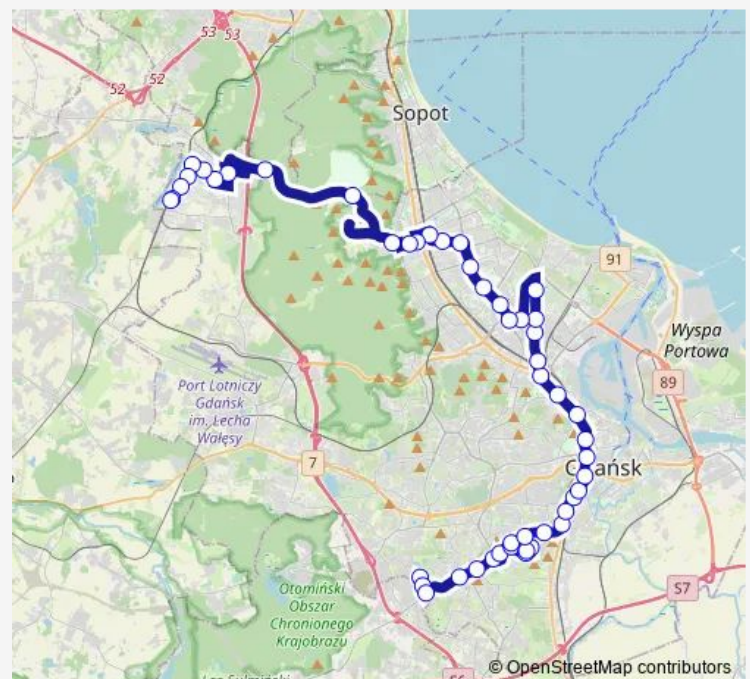 53
53
52
52
Sopot
91
Wyspa
Portowa
89
Port Lotniczy
Gdańsk
im. Lecha
Wałęsy
7
Gdańsk
Otomiński
Obszar
Chronionego
Krajobrazu
S7
© OpenStreetMap contributors